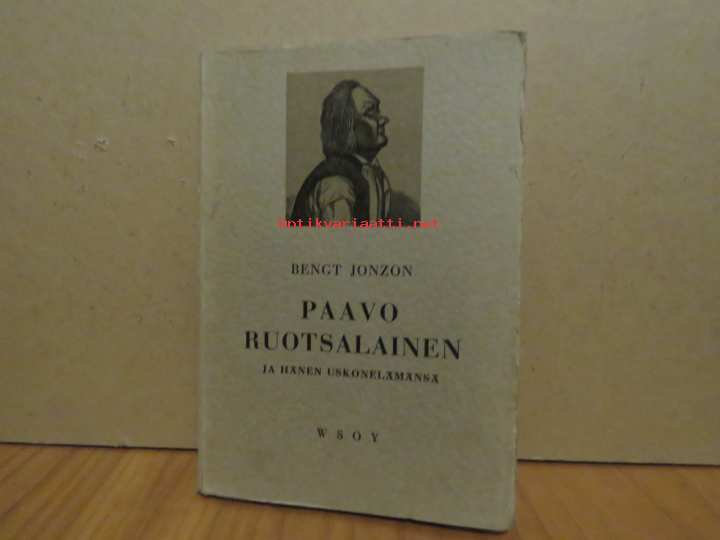 antikvariaatti.net
BENGT JONZON
PAAVO
RUOTSALAINEN
JA HÄNEN USKONELÄMÄNSÄ
WSOY